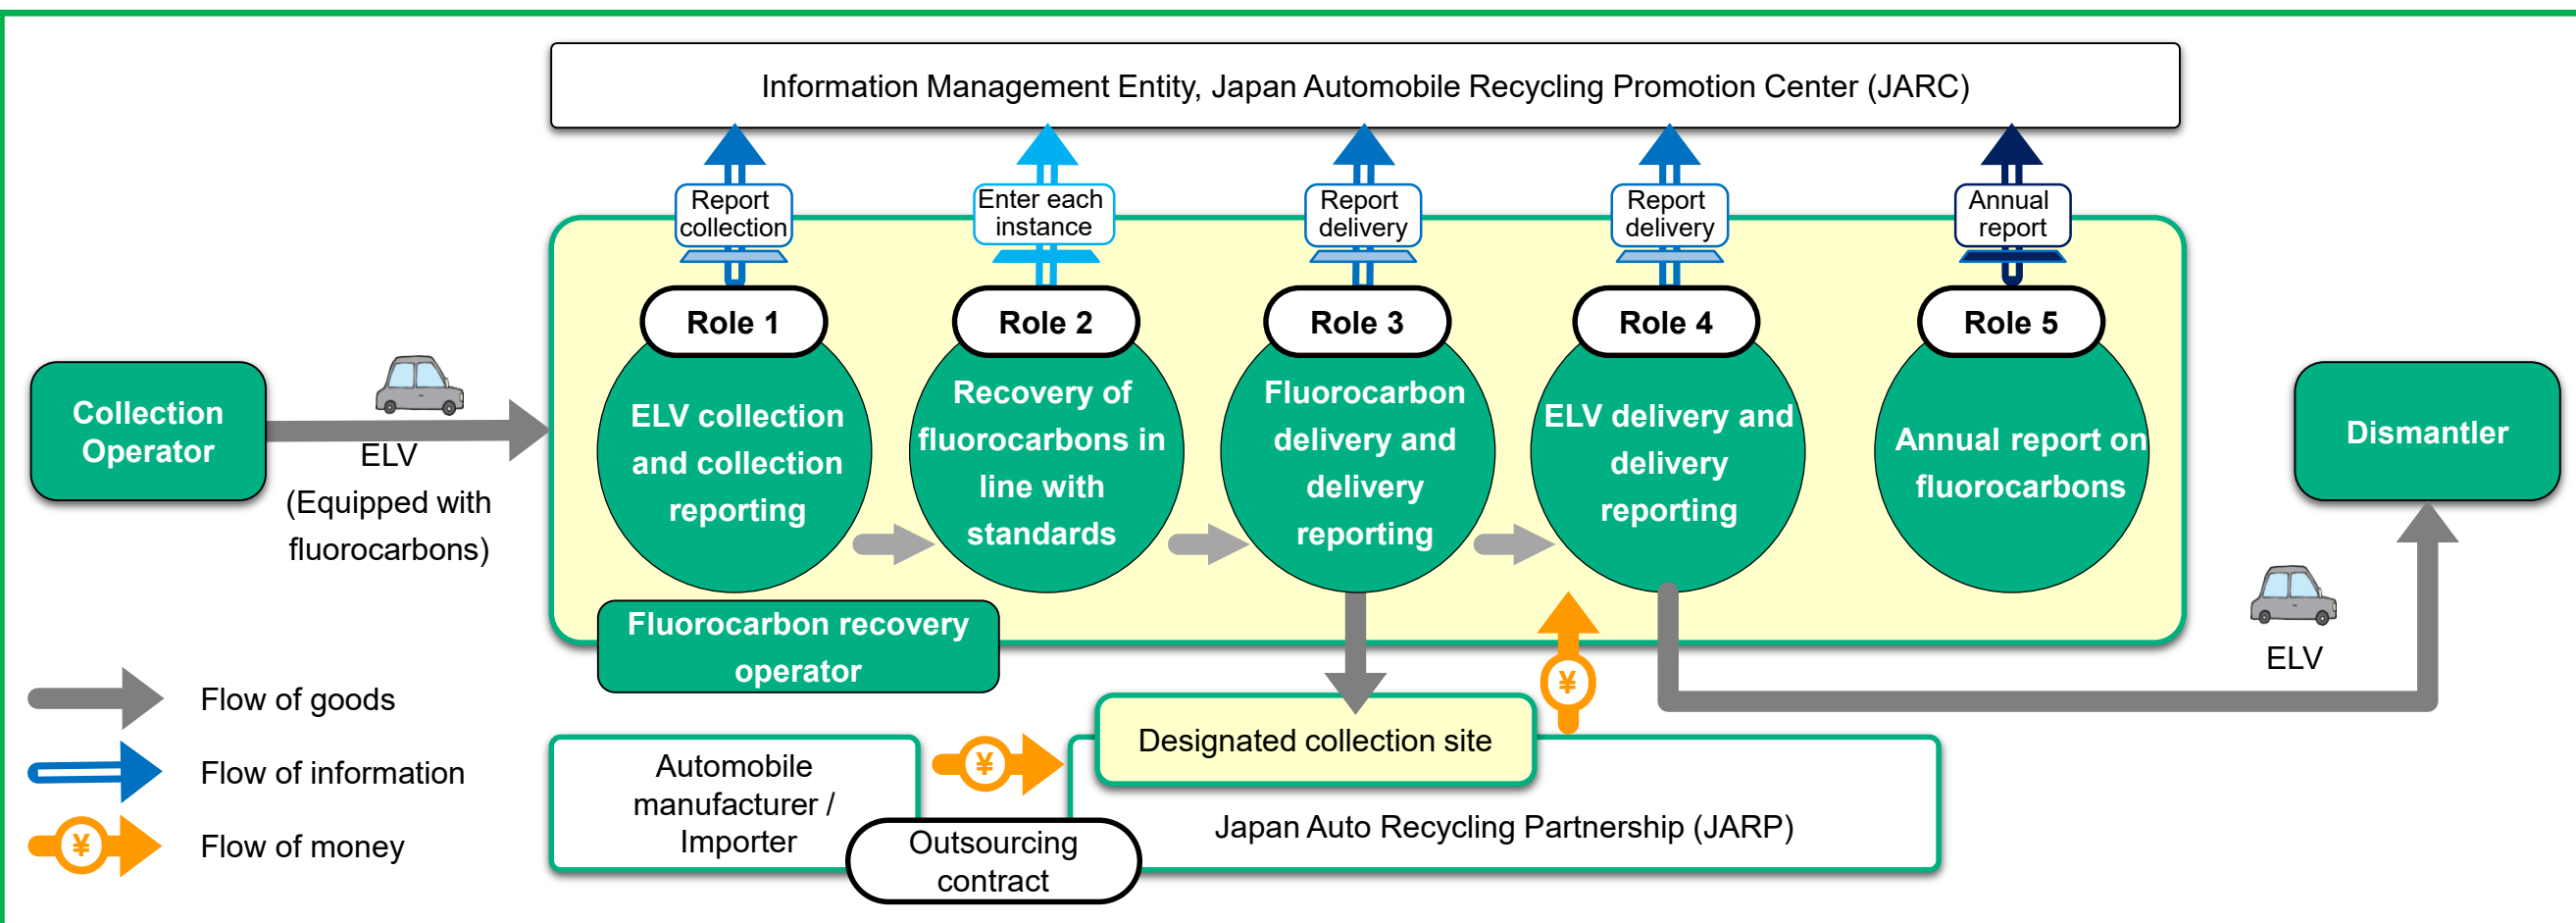 Information Management Entity, Japan Automobile Recycling Promotion Center (JARC)
Report
collection
Enter each
instance
Report
delivery
Report
delivery
Annual
report
Role 1
Role 2
Role 3
Role 4
Role 5
Collection
Operator
ELV
(Equipped with
fluorocarbons)
ELV collection
and collection
reporting
Recovery of
fluorocarbons in
line with
standards
Fluorocarbon
delivery and
delivery
reporting
ELV delivery and
delivery
reporting
Annual report on
fluorocarbons
Dismantler
ELV
Fluorocarbon recovery
operator
Flow of goods
Flow of information
¥
Flow of money
Automobile
manufacturer /
Importer
¥
Outsourcing
contract
¥
Designated collection site
Japan Auto Recycling Partnership (JARP)